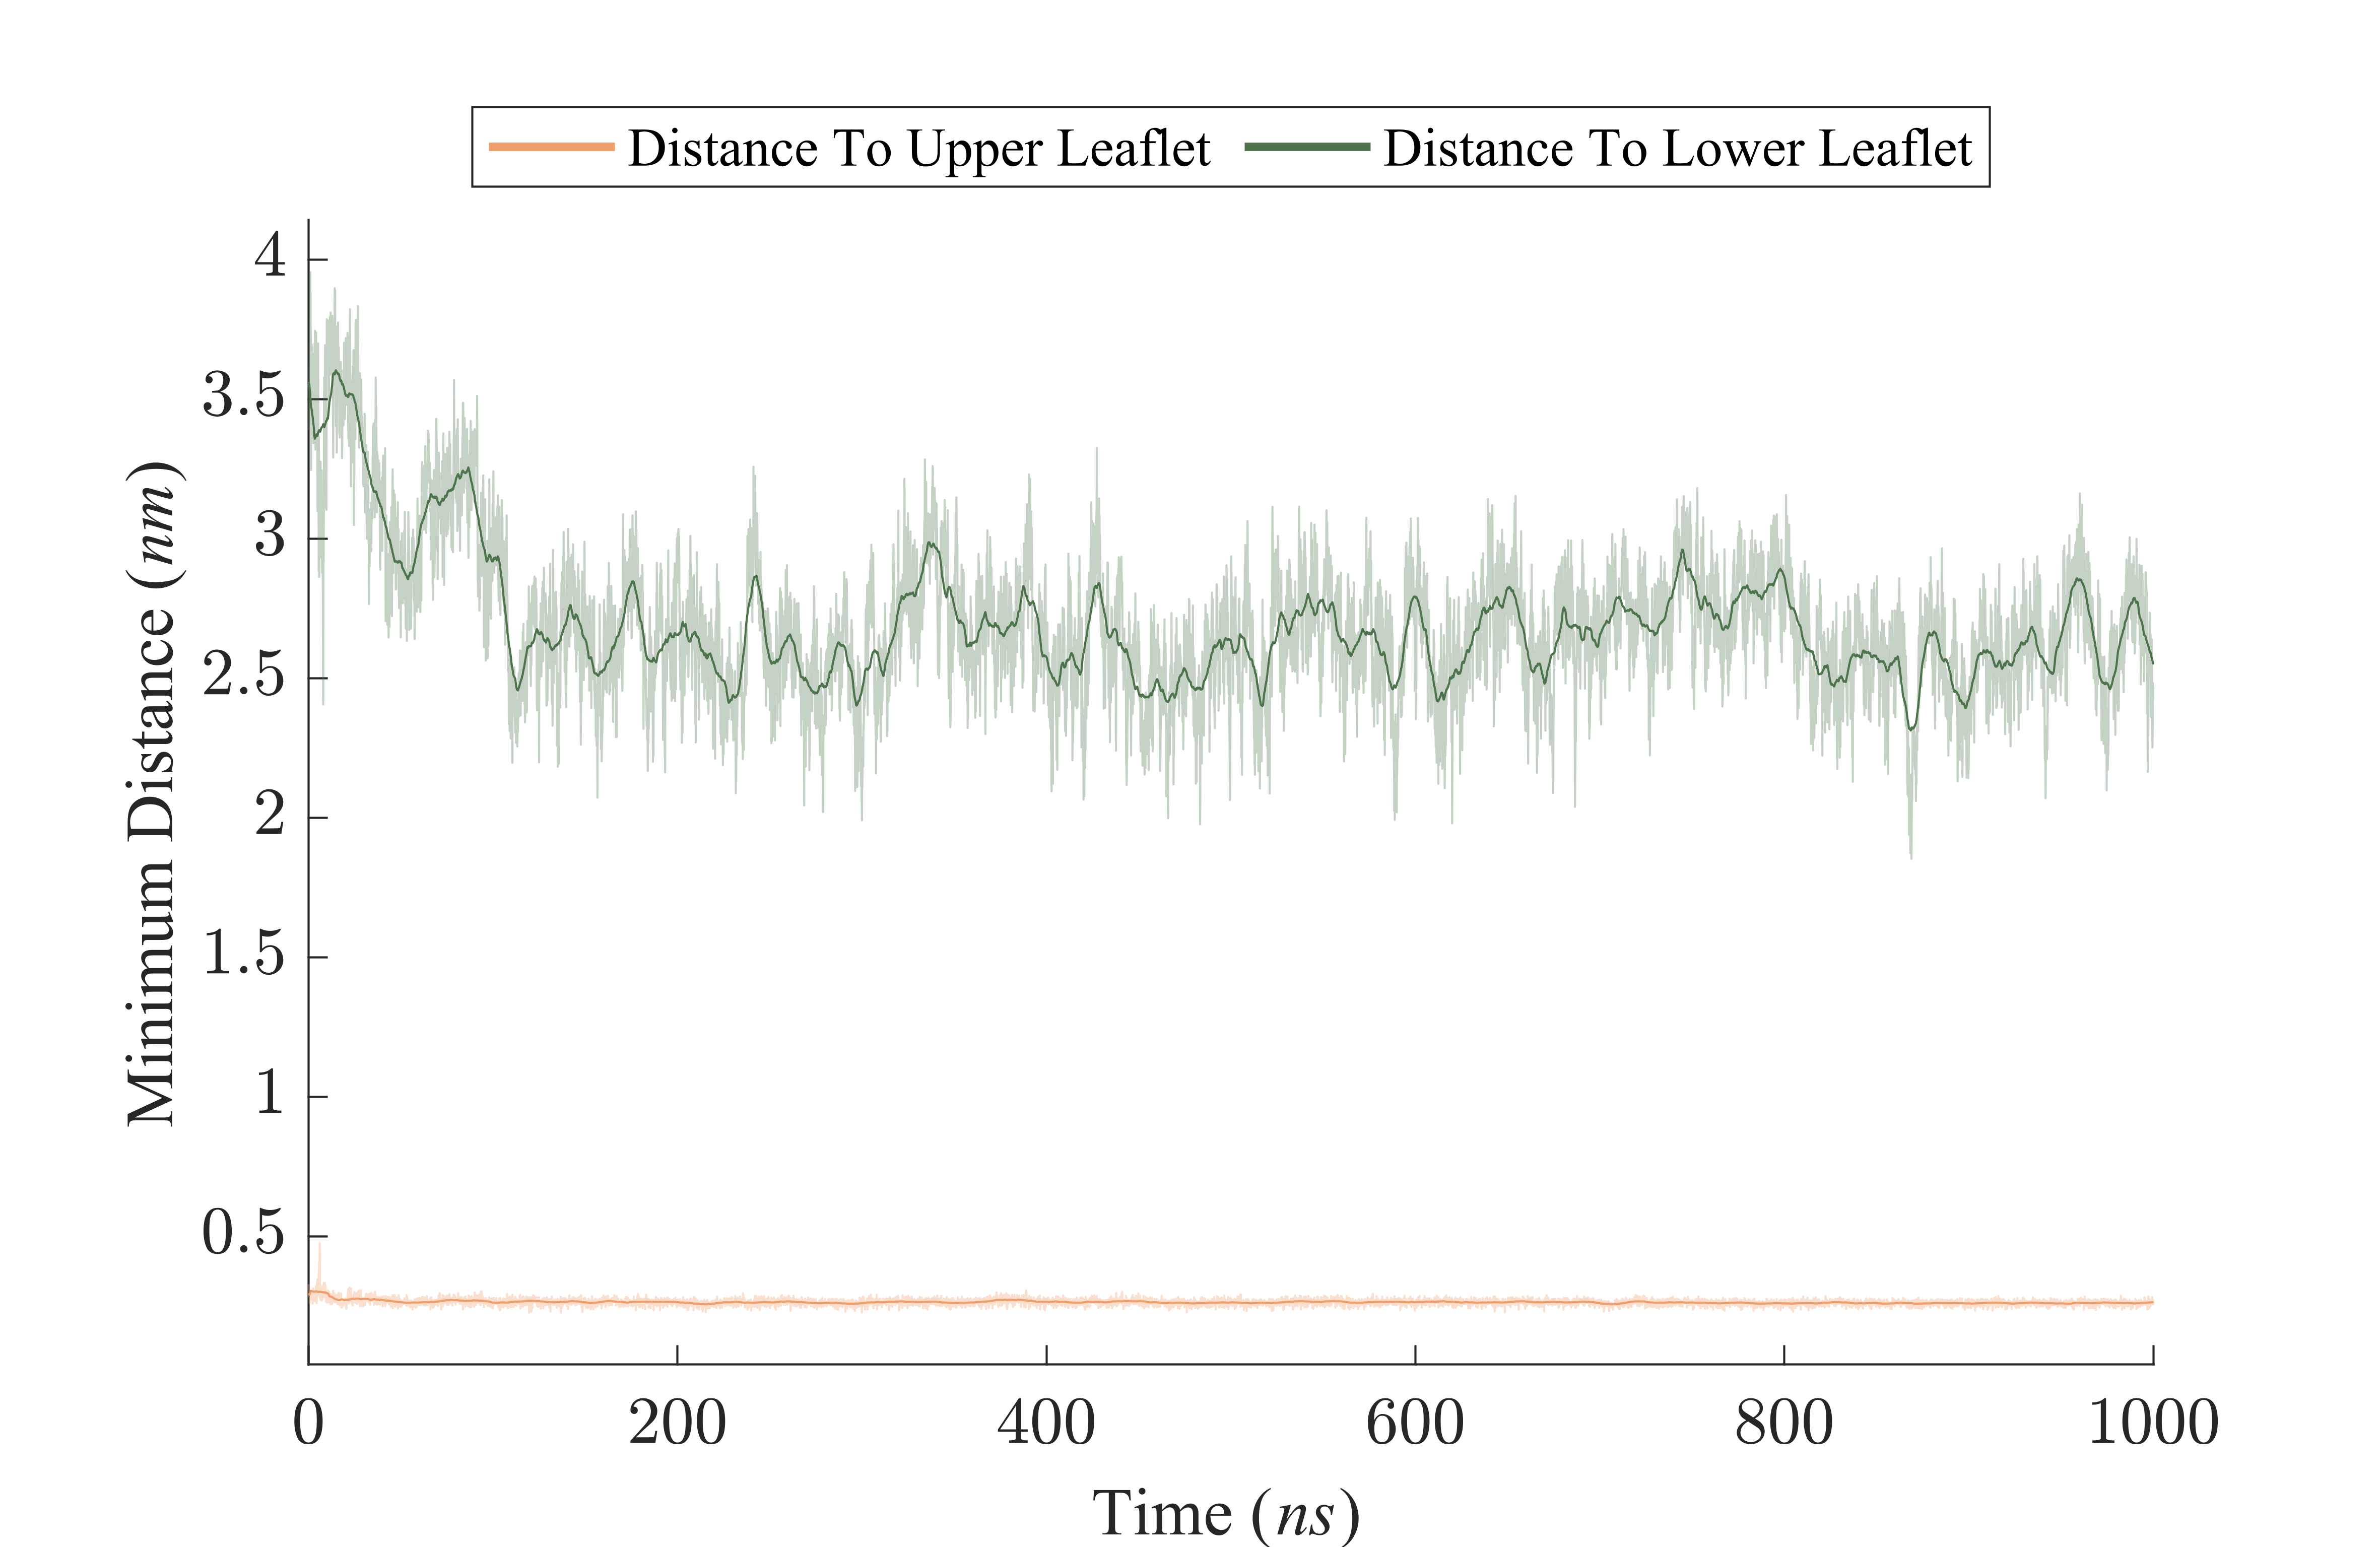 Distance To Upper Leaflet Distance To Lower Leaflet
4
3.5
3
2.5
2
1.5
1
0.5
Minimum Distance (nm)
0 200 400 600 800 1000
Time (ns)